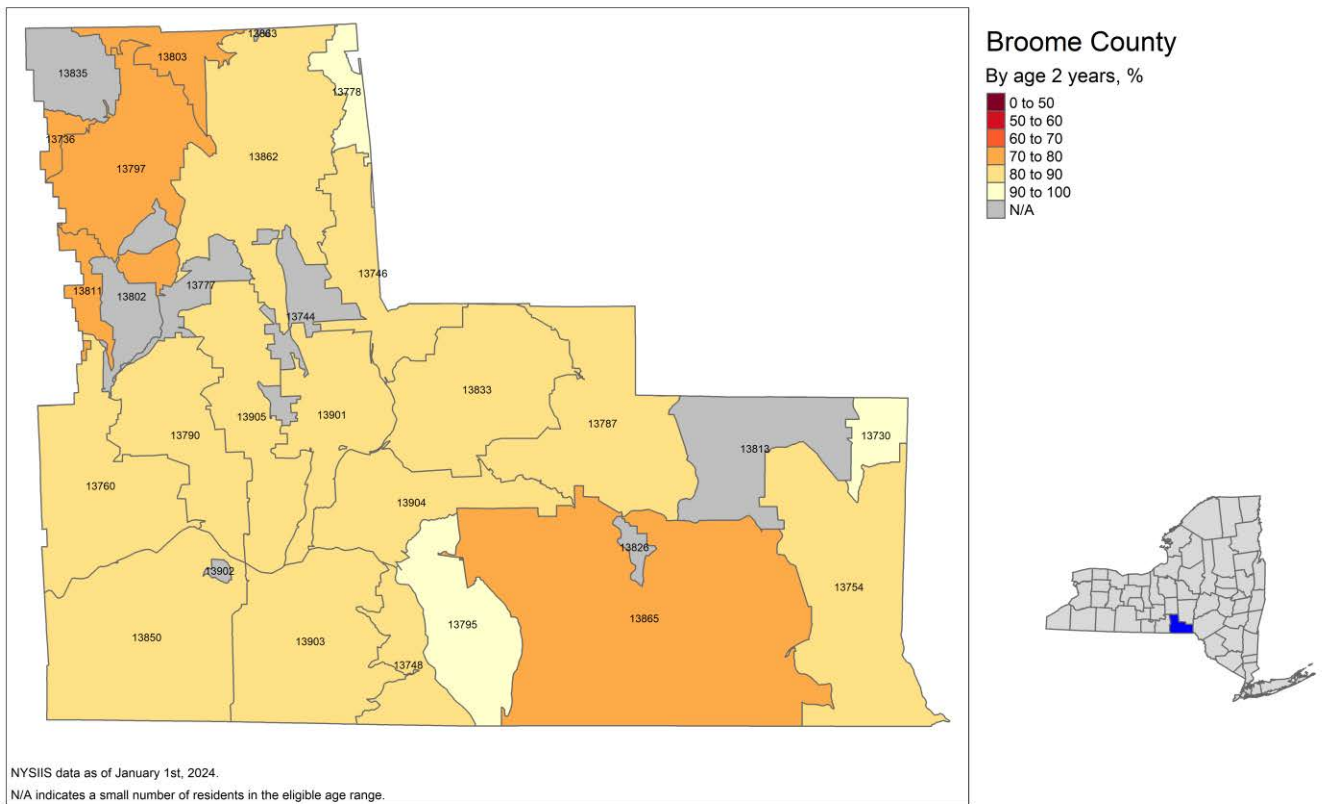 Broome County
By age 2 years, %
0 to 50
50 to 60
60 to 70
70 to 80
80 to 90
90 to 100
N/A
13803
13835
13778
13736
13862
13797
13746
13777
13811
13802
13744
13833
13905
13901
13787
13790
13730
13813
13760
13904
13826
13902
13754
13865
13795
13850
13903
13748
NYSIIS data as of January 1st, 2024.
N/A indicates a small number of residents in the eligible age range.